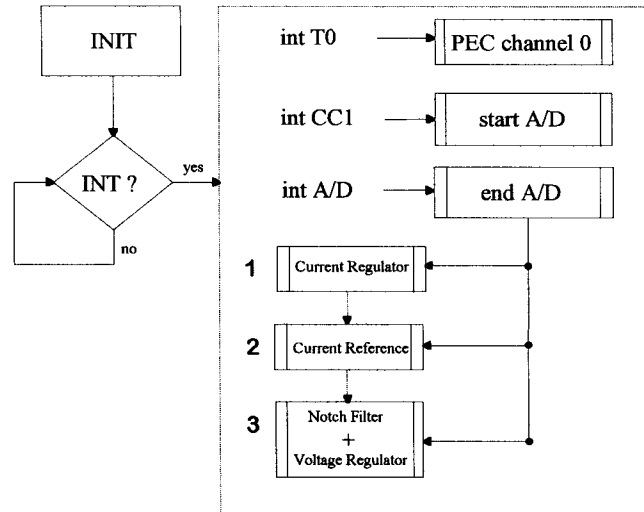 INIT
INT ?
yes
no
int T0
PEC channel 0
int CC1
start A/D
int A/D
end A/D
1
Current Regulator
2
Current Reference
3
Notch Filter
+
Voltage Regulator